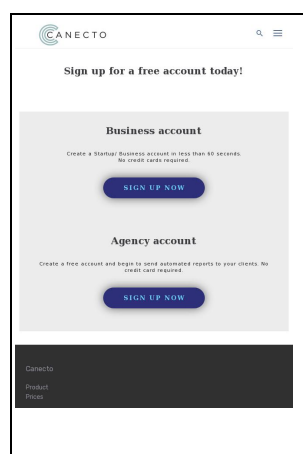 CANECTO
Sign up for a free account today!
Business account
Create a Startup/ Business account in less than 60 seconds.
No credit cards required.
SIGN UP NOW
Agency account
Create a free account and begin to send automated reports to your clients. No
credit card required.
SIGN UP NOW
Canecto
Product
Prices